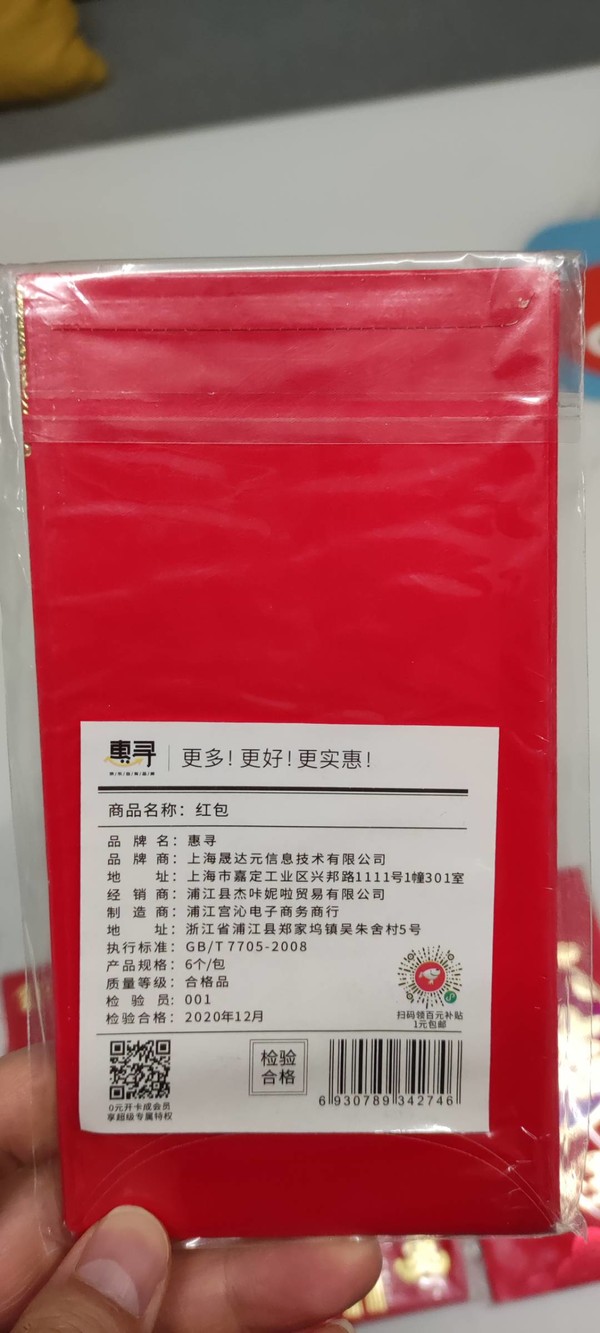 惠寻
更多！更好！更实惠！
商品名称：红包
品牌名：惠寻
品牌商：上海晟达元信息技术有限公司
地址：上海市嘉定工业区兴邦路1111号1幢301室
经销商：浦江县杰咔妮啦贸易有限公司
制造商：浦江宫沁电子商务商行
地址：浙江省浦江县郑家坞镇吴朱舍村5号
执行标准：GB/T 7705-2008
产品规格：6个/包
质量等级：合格品
检验员：001
检验合格：2020年12月
扫码领百元补贴
1元包邮
0元开卡成会员
享超级专属特权
检验
合格
6 930789 342746